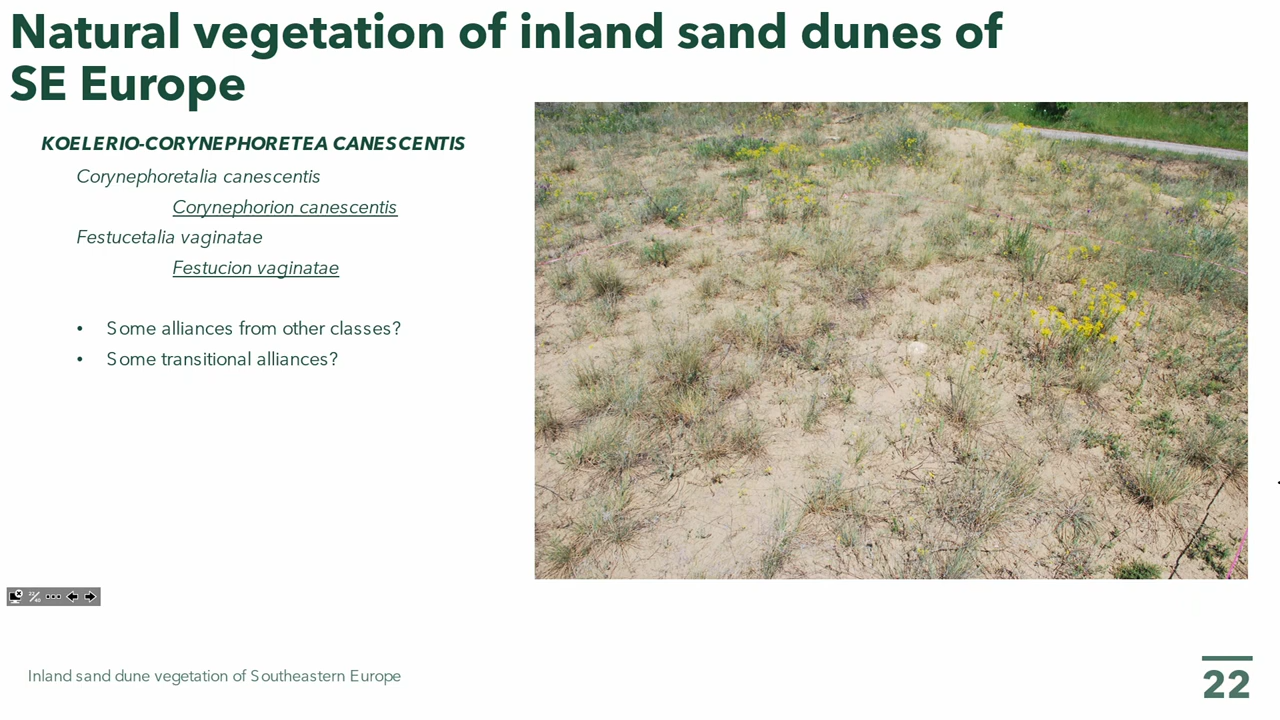 Natural vegetation of inland sand dunes of
SE Europe
KOELERIO-CORYNEPHORETEA CANESCENTIS
Corynephoretalia canescentis
Corynephorion canescentis
Festucetalia vaginatae
Festucion vaginatae
• Some alliances from other classes?
• Some transitional alliances?
Inland sand dune vegetation of Southeastern Europe
22